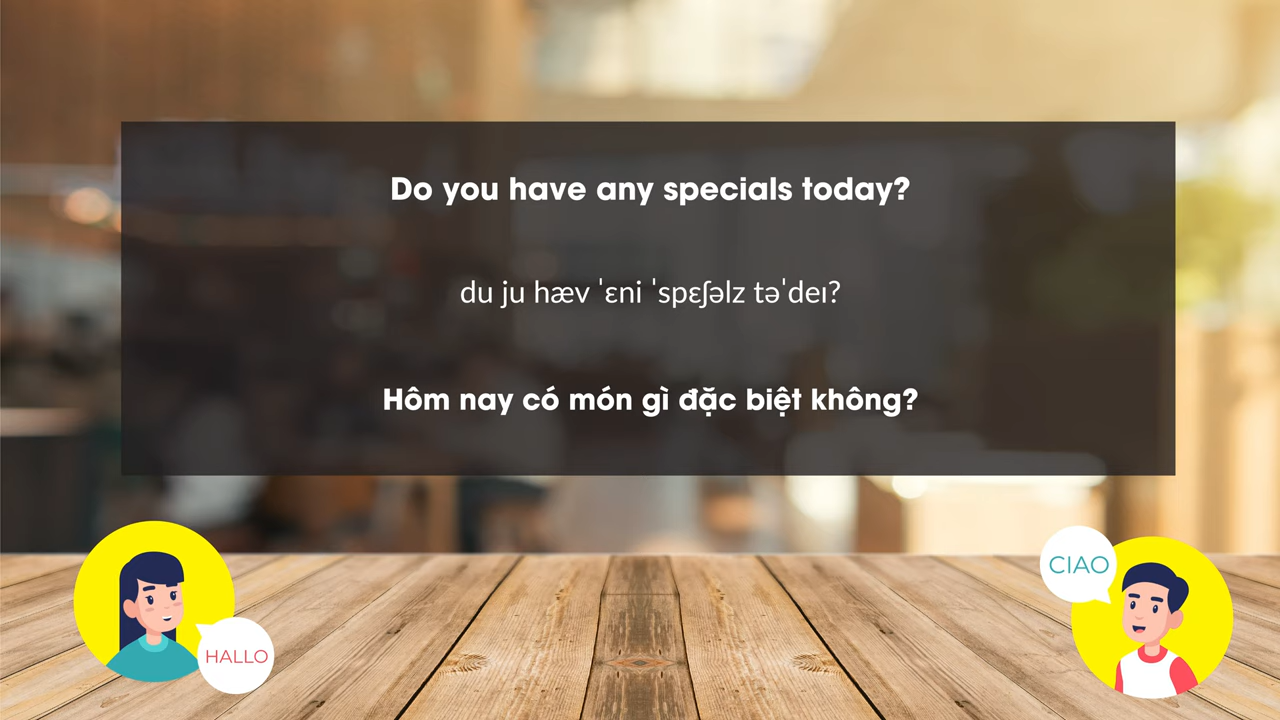 Do you have any specials today?
du ju hæv ˈɛni ˈspɛʃəlz təˈdeɪ?
Hôm nay có món gì đặc biệt không?
CIAO
HALLO